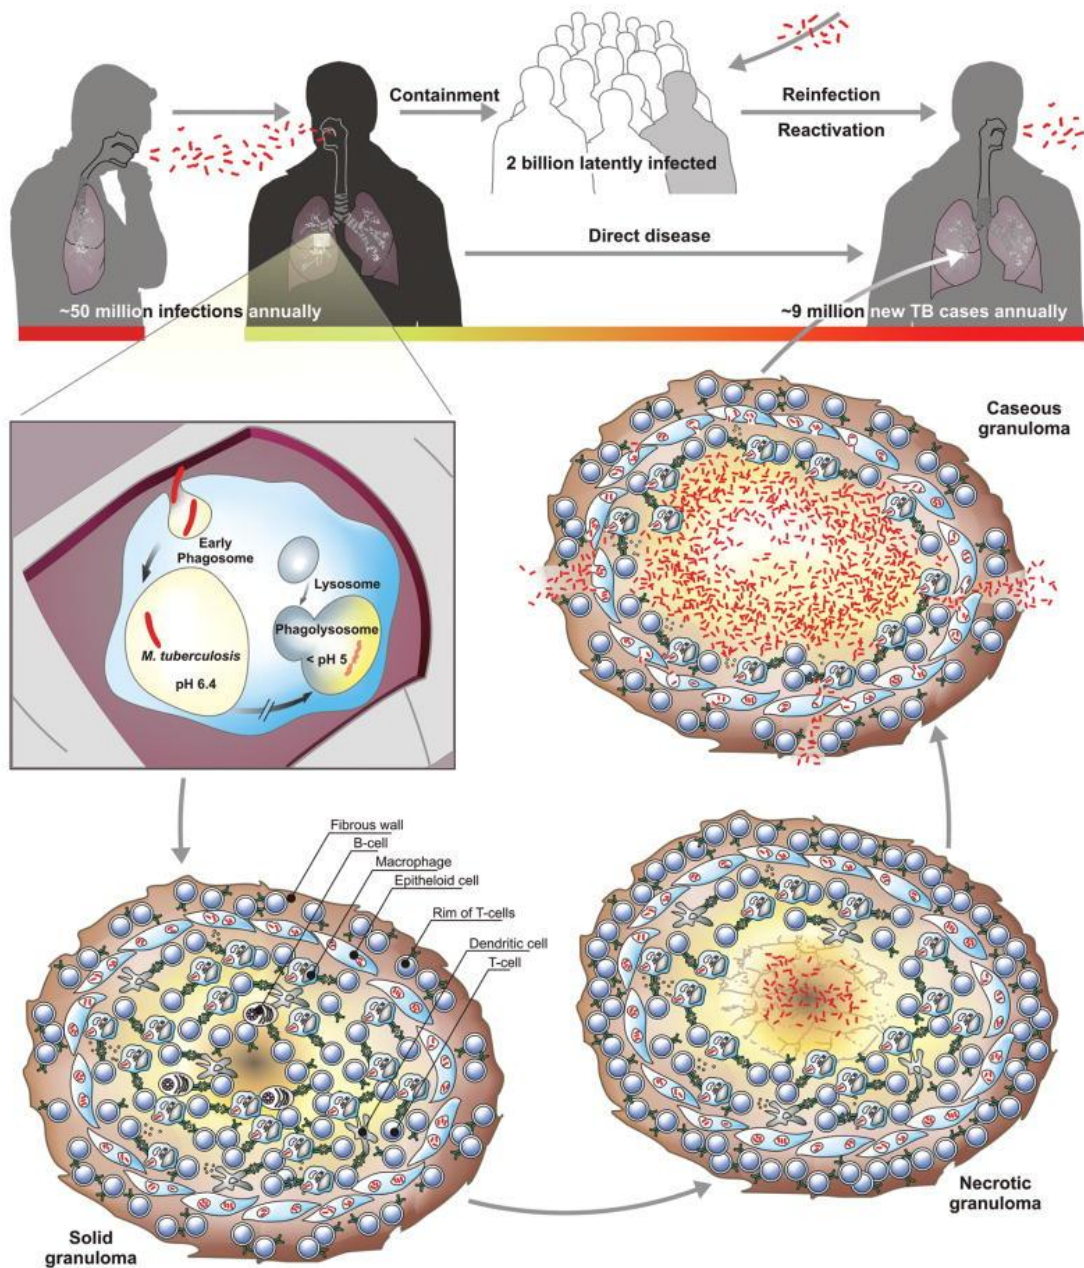 Containment
Reinfection
Reactivation
2 billion latently infected
Direct disease
~50 million infections annually
~9 million new TB cases annually
Caseous
granuloma
Early
Phagosome
Lysosome
Phagolysosome
< pH 5
M. tuberculosis
pH 6.4
Fibrous wall
B-cell
Macrophage
Epitheloid cell
Rim of T-cells
Dendritic cell
T-cell
Solid
granuloma
Necrotic
granuloma